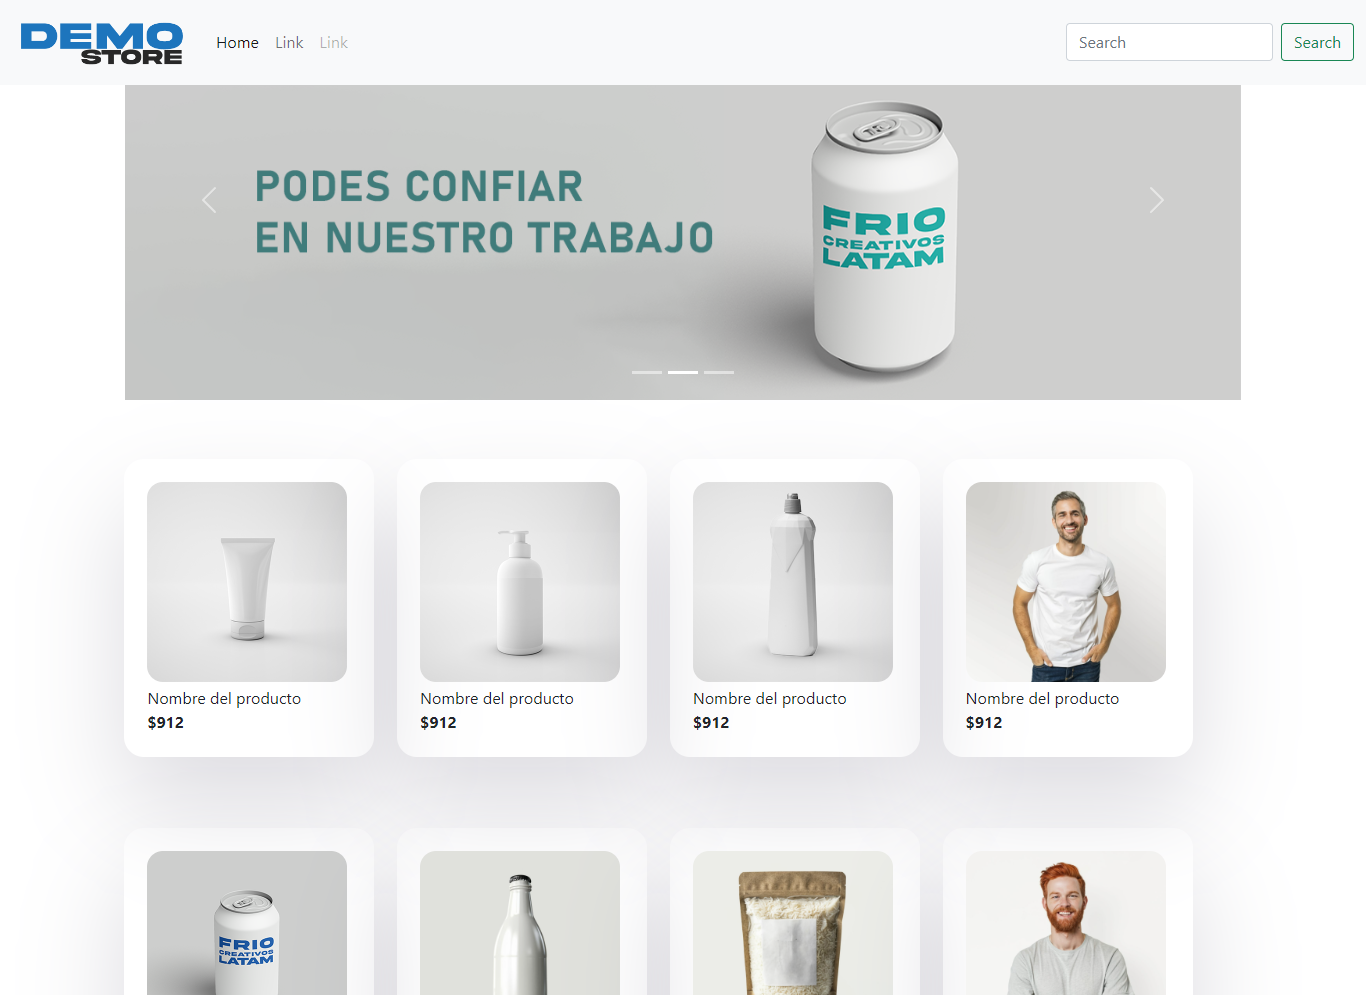 DEMO
STORE
Home
Link
Link
Search
Search
PODES CONFIAR
EN NUESTRO TRABAJO
FRIO
CREATIVOS
LATAM
Nombre del producto
$912
Nombre del producto
$912
Nombre del producto
$912
Nombre del producto
$912
FRIO
CREATIVOS
LATAM